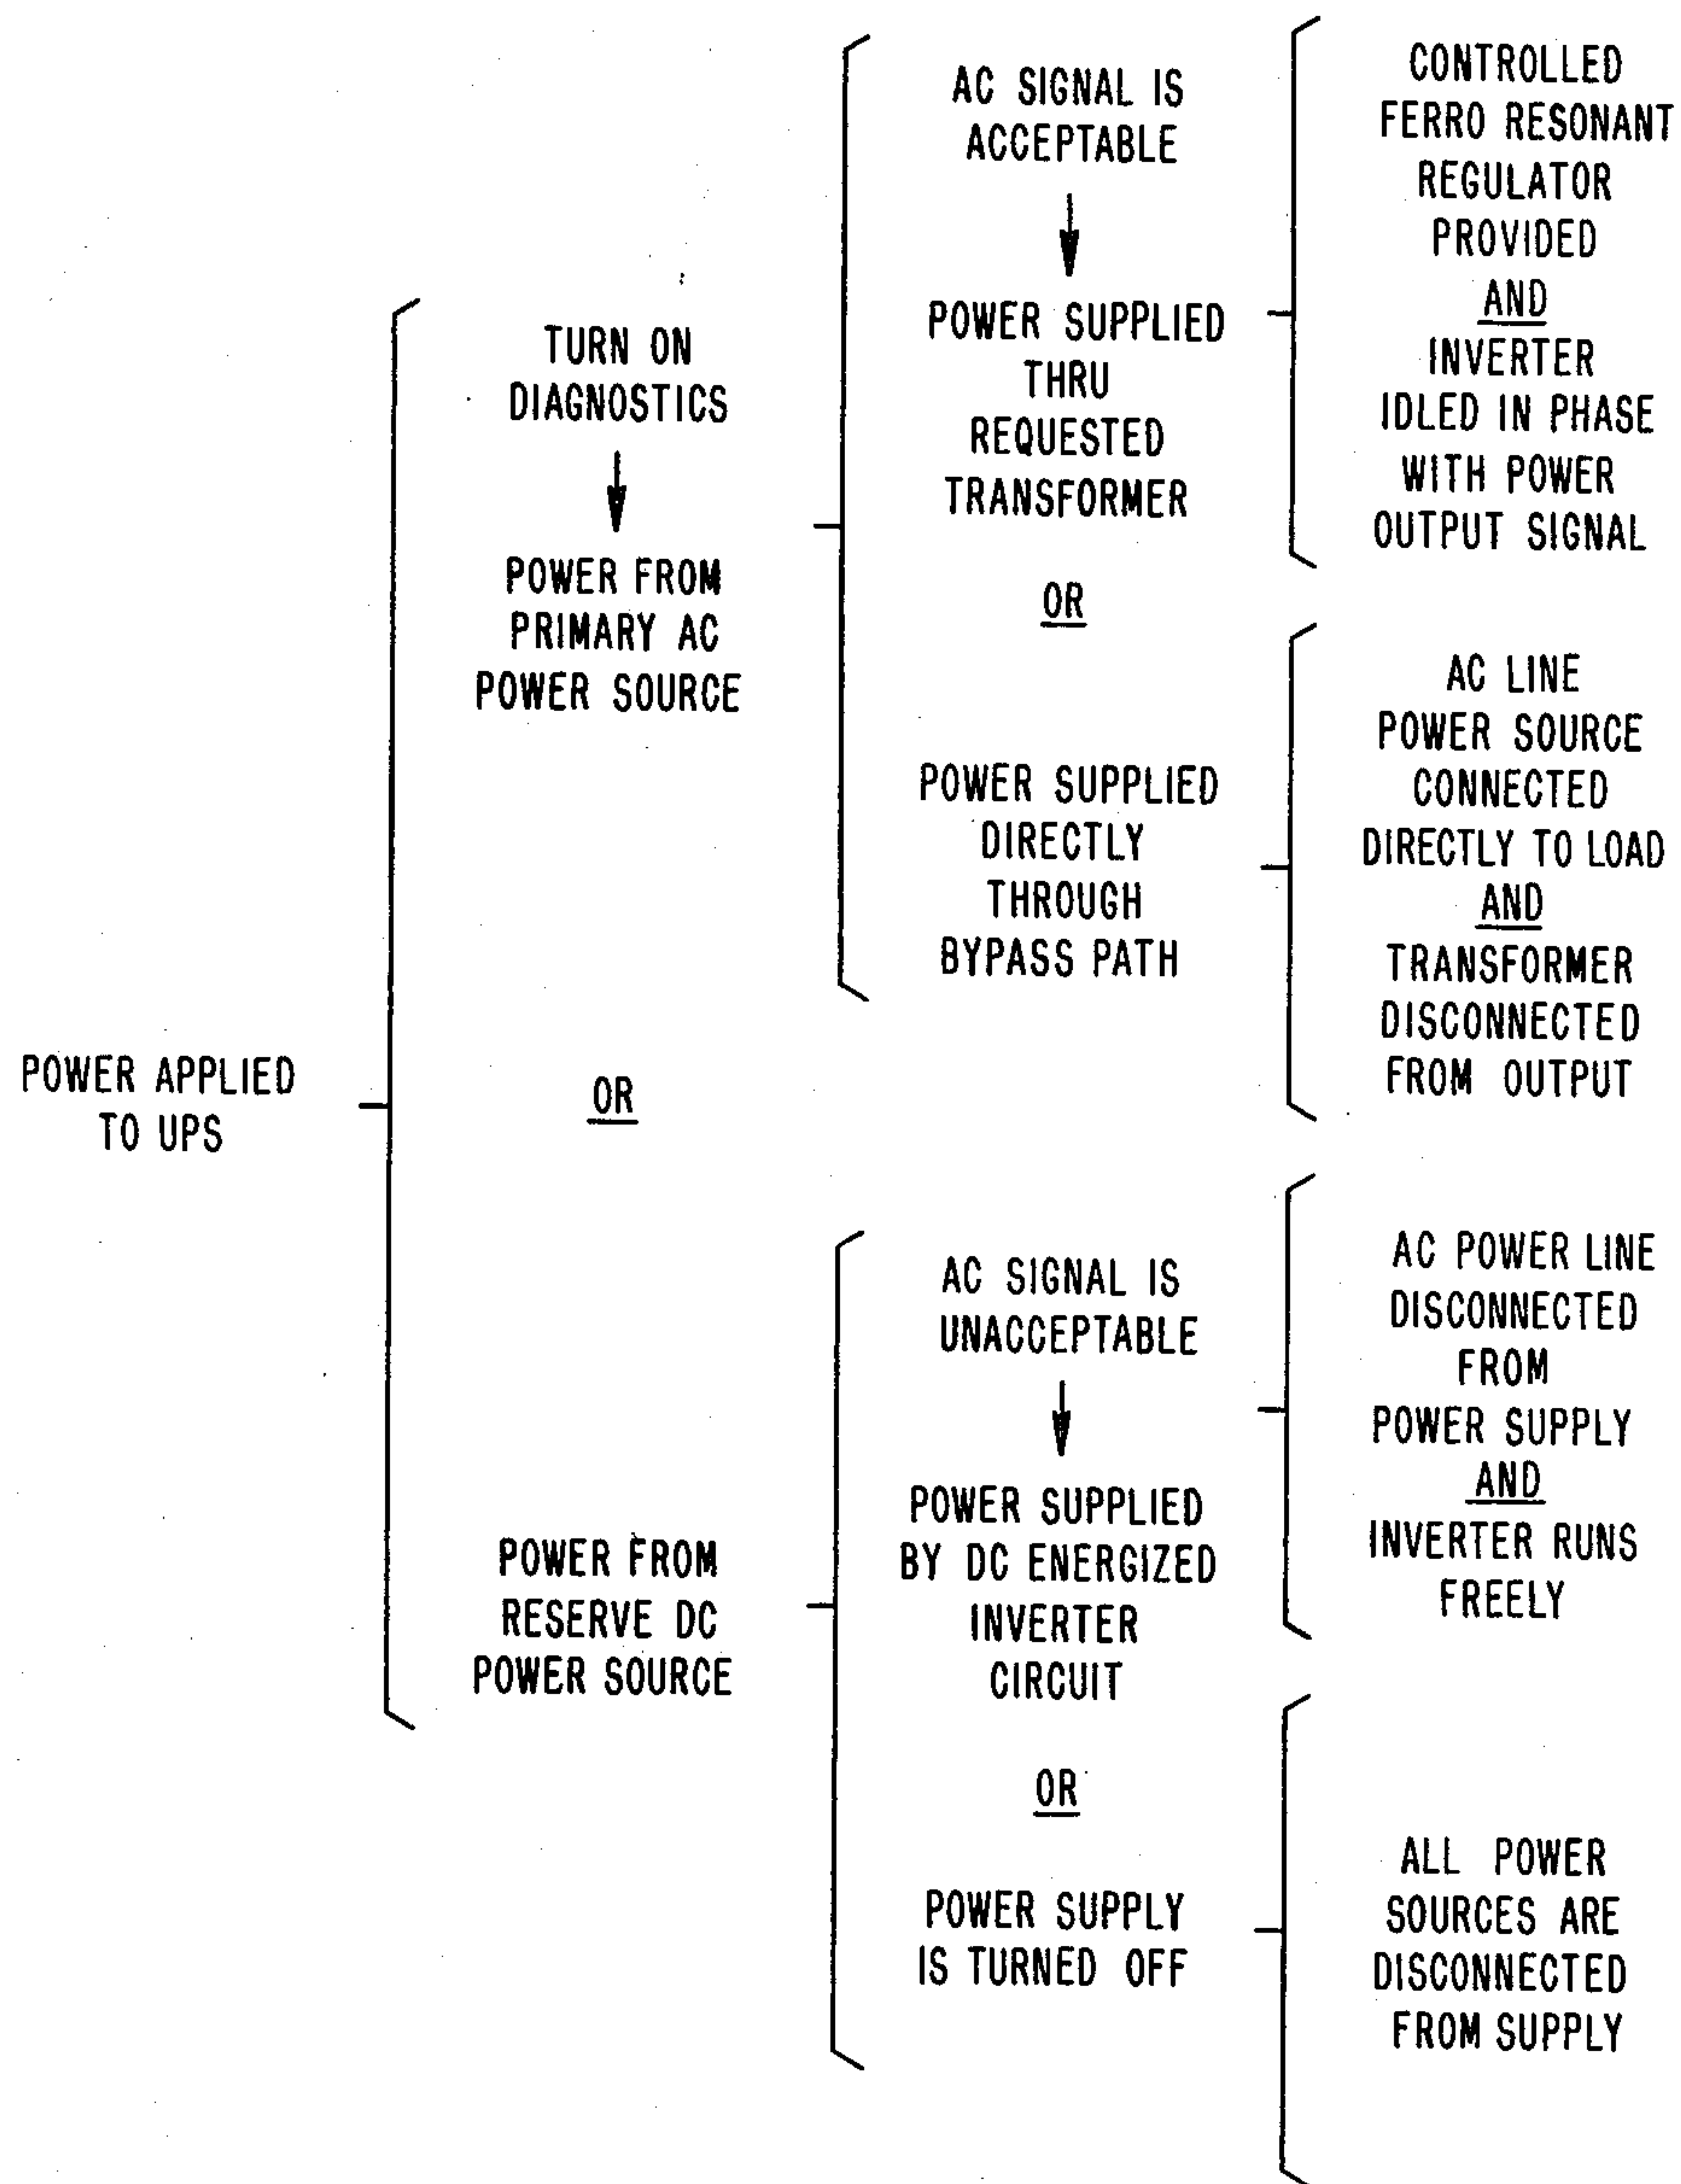 POWER APPLIED
TO UPS
TURN ON
DIAGNOSTICS
POWER FROM
PRIMARY AC
POWER SOURCE
OR
POWER FROM
RESERVE DC
POWER SOURCE
AC SIGNAL IS
ACCEPTABLE
POWER SUPPLIED
THRU
REQUESTED
TRANSFORMER
OR
POWER SUPPLIED
DIRECTLY
THROUGH
BYPASS PATH
AC SIGNAL IS
UNACCEPTABLE
POWER SUPPLIED
BY DC ENERGIZED
INVERTER
CIRCUIT
OR
POWER SUPPLY
IS TURNED OFF
CONTROLLED
FERRO RESONANT
REGULATOR
PROVIDED
AND
INVERTER
IDLED IN PHASE
WITH POWER
OUTPUT SIGNAL
AC LINE
POWER SOURCE
CONNECTED
DIRECTLY TO LOAD
AND
TRANSFORMER
DISCONNECTED
FROM OUTPUT
AC POWER LINE
DISCONNECTED
FROM
POWER SUPPLY
AND
INVERTER RUNS
FREELY
ALL POWER
SOURCES ARE
DISCONNECTED
FROM SUPPLY